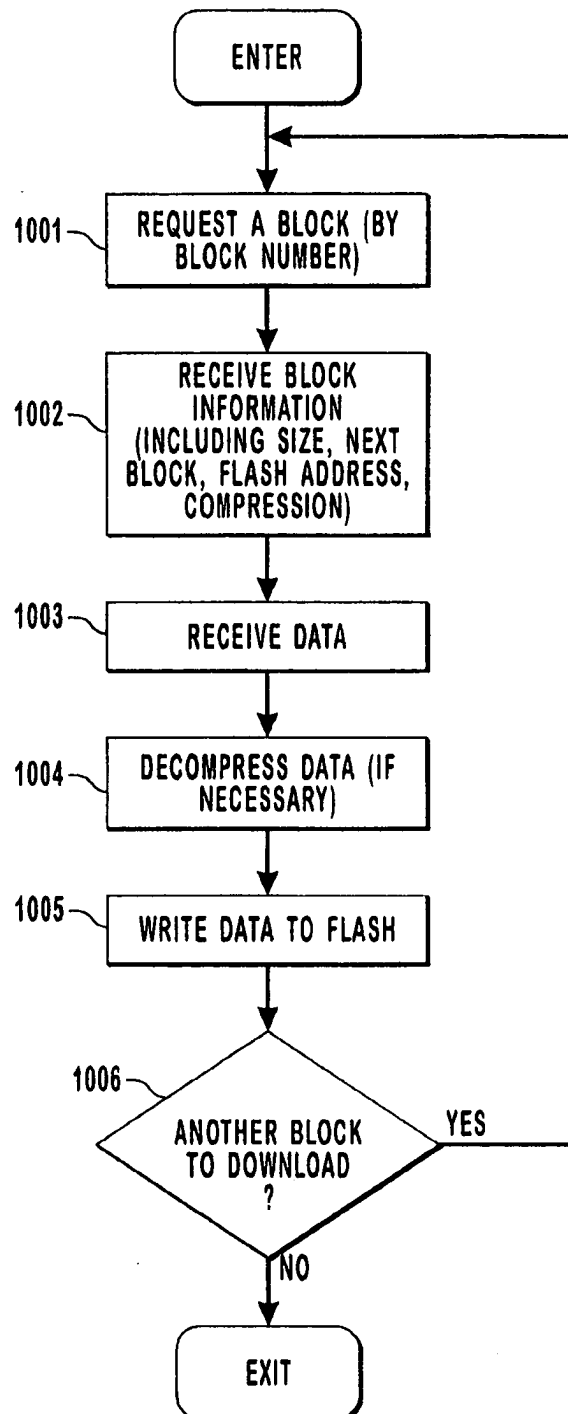 ENTER
1001
REQUEST A BLOCK (BY
BLOCK NUMBER)
1002
RECEIVE BLOCK
INFORMATION
(INCLUDING SIZE, NEXT
BLOCK, FLASH ADDRESS,
COMPRESSION)
1003
RECEIVE DATA
1004
DECOMPRESS DATA (IF
NECESSARY)
1005
WRITE DATA TO FLASH
1006
ANOTHER BLOCK
TO DOWNLOAD
?
YES
NO
EXIT